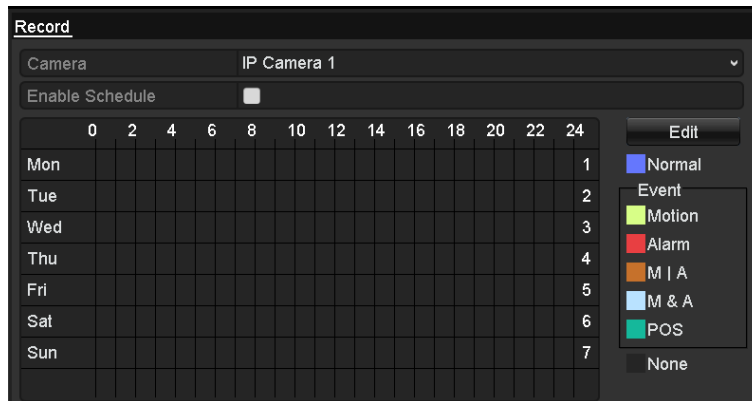 Record
Camera IP Camera 1
Enable Schedule
0 2 4 6 8 10 12 14 16 18 20 22 24 Edit
Mon 1 Normal
Tue 2 Event
Wed 3 Motion
Alarm
Thu 4 M | A
Fri 5 M & A
Sat 6 POS
Sun 7 None